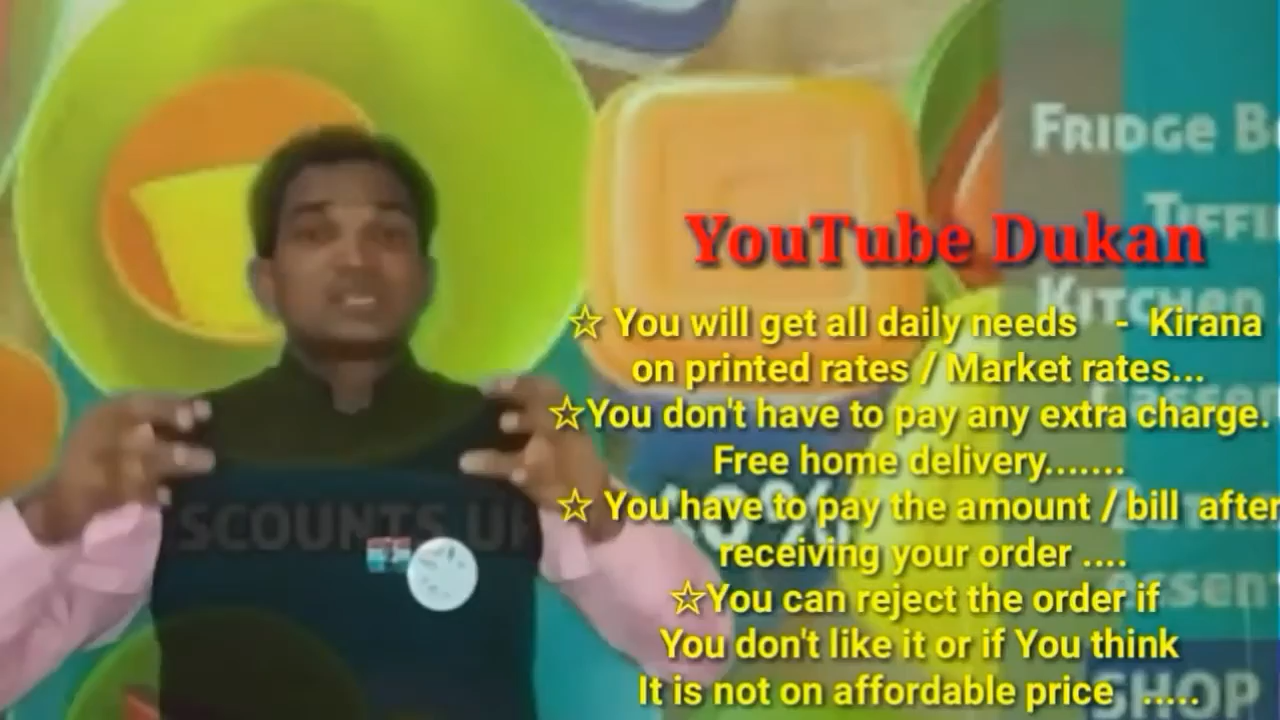 FRIDGE
YouTube Dukan
☆ You will get all daily needs - Kirana
on printed rates / Market rates...
☆You don't have to pay any extra charge.
Free home delivery.......
☆ You have to pay the amount / bill after
receiving your order ....
☆You can reject the order if
You don't like it or if You think
It is not on affordable price .....
KITCHEN
SCOUNTS UP
SHOP